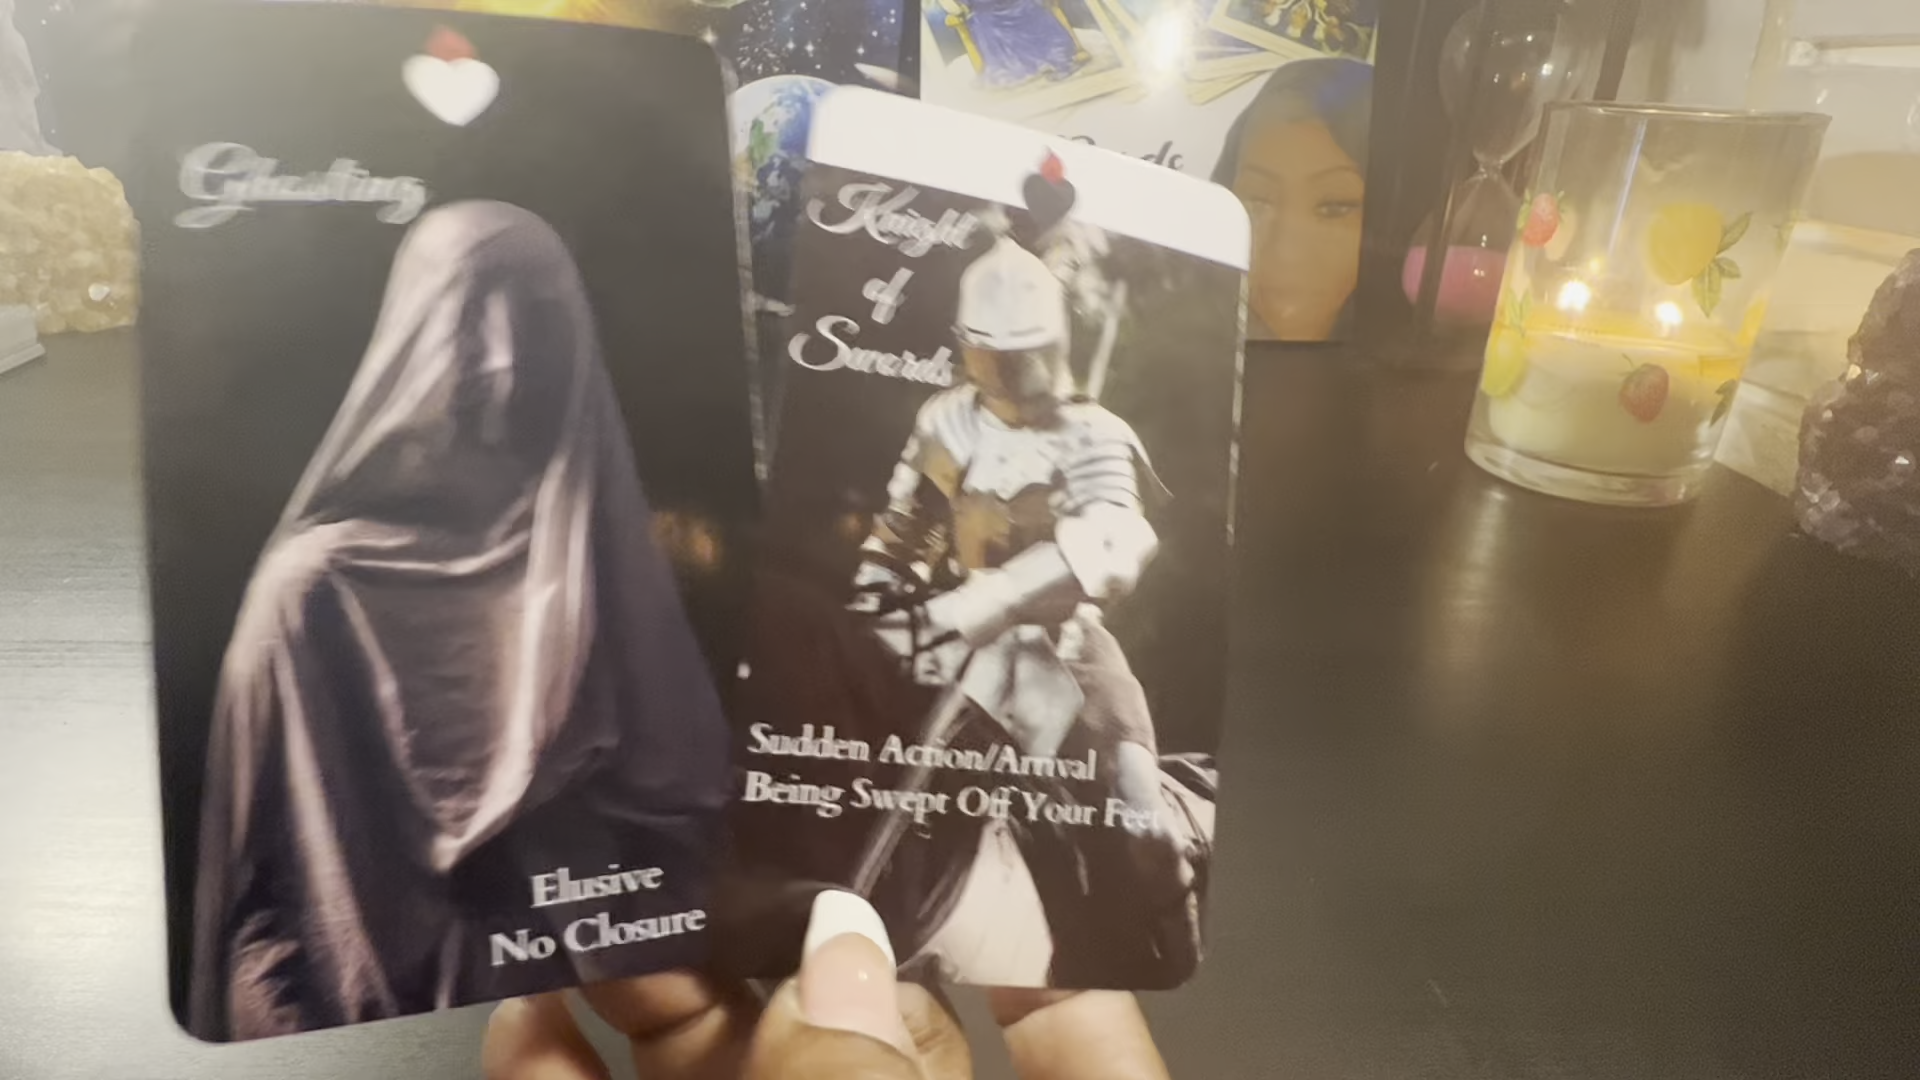 Ghosting
Elusive
No Closure
Knight
of
Swords
Sudden Action/Arrival
Being Swept Off Your Feet